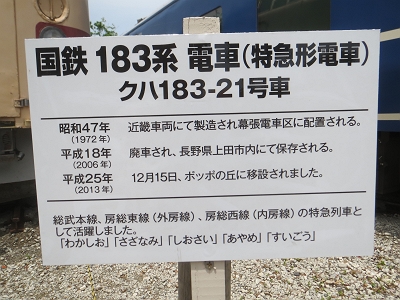 国鉄 183系 電車(特急形電車)
クハ183-21号車
昭和47年 近畿車両にて製造され幕張電車区に配置される。
(1972年)
平成18年 廃車され、長野県上田市内にて保存される。
(2006年)
平成25年 12月15日、ポッポの丘に移設されました。
(2013年)
総武本線、房総東線(外房線)、房総西線(内房線)の特急列車と
して活躍しました。
「わかしお」「さざなみ」「しおさい」「あやめ」「すいごう」